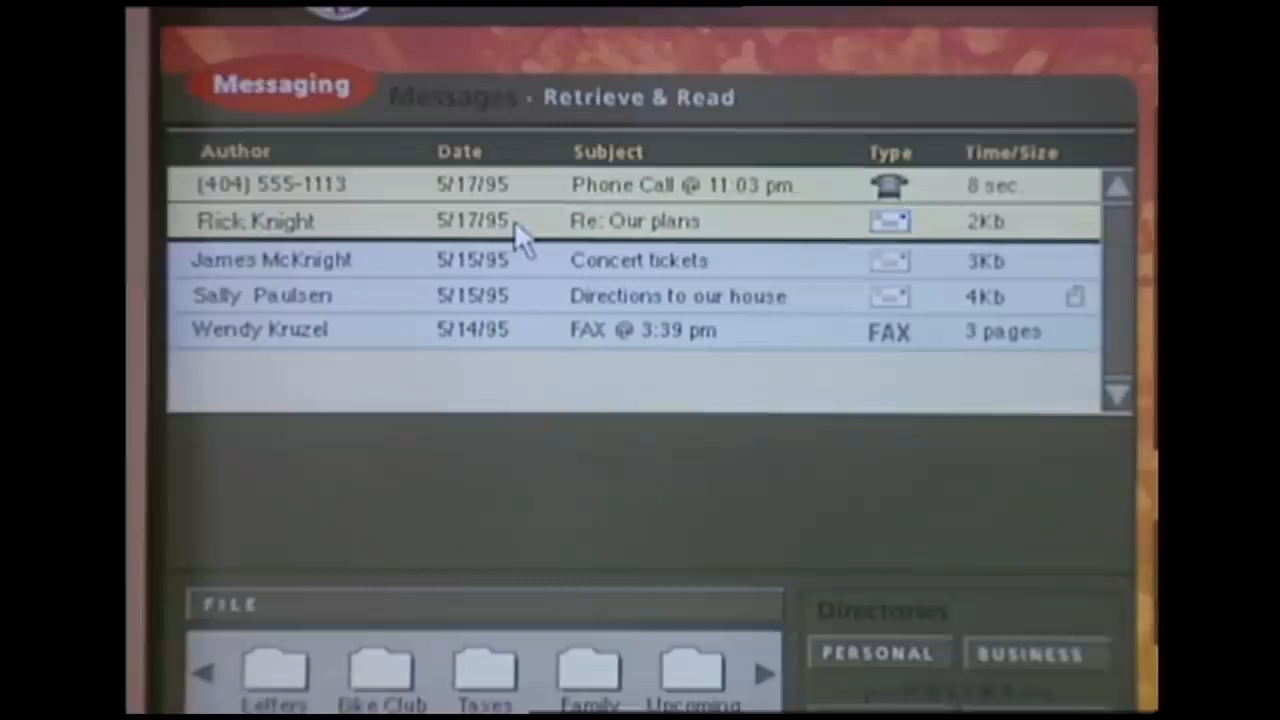 Messaging
Messages - Retrieve & Read
Author Date Subject Type Time/Size
(404) 555-1113 5/17/95 Phone Call @ 11:03 pm 8 sec.
Rick Knight 5/17/95 Re: Our plans 2Kb
James McKnight 5/15/95 Concert tickets 3Kb
Sally Paulsen 5/15/95 Directions to our house 4Kb
Wendy Kruzel 5/14/95 FAX @ 3:39 pm FAX 3 pages
FILE
Directories
PERSONAL BUSINESS
Letters Bike Club Taxes Family Upcoming